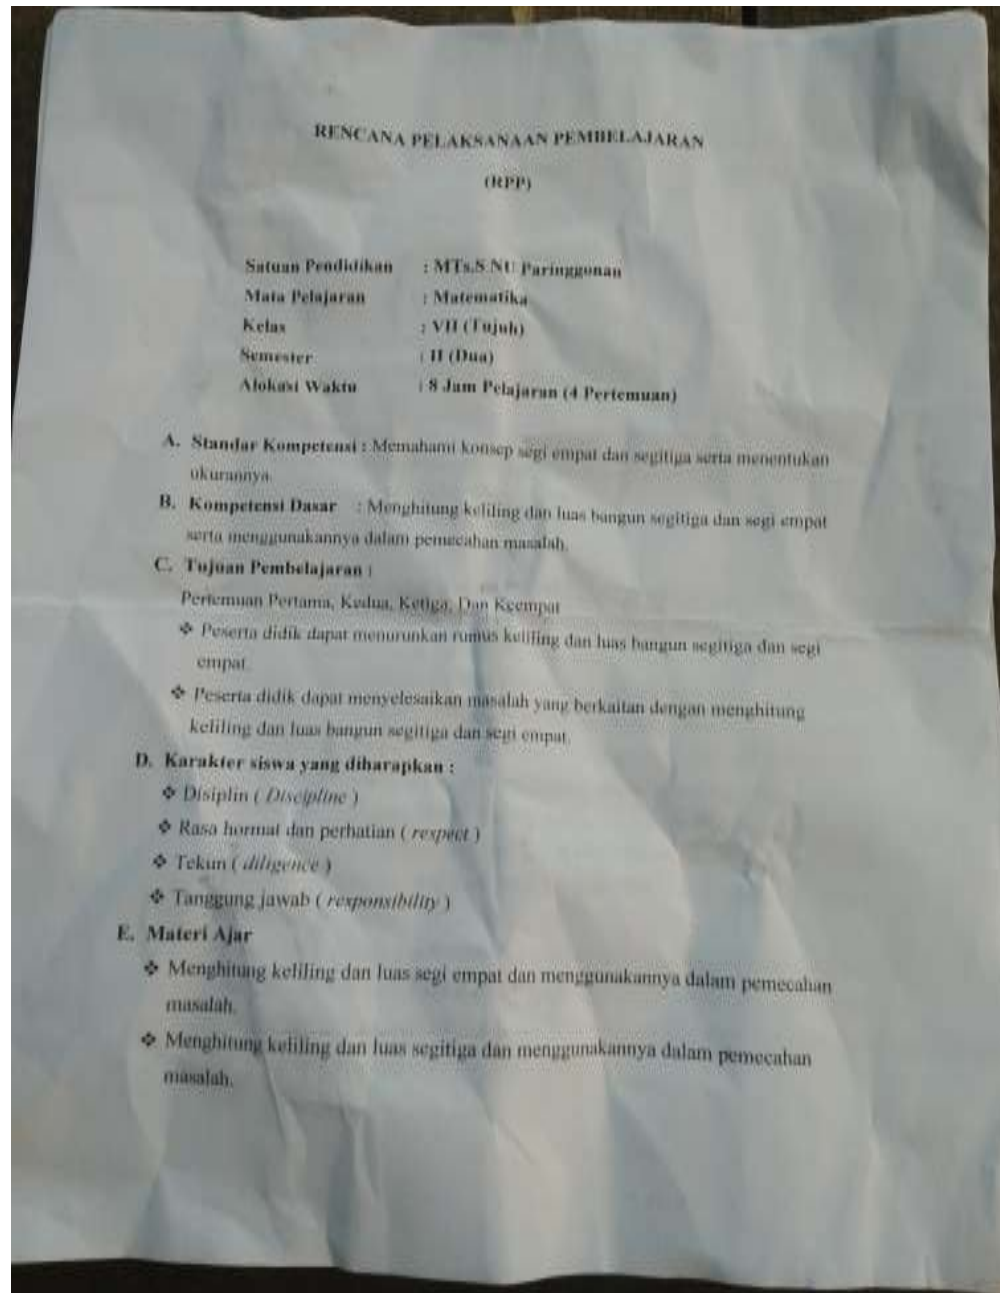 RENCANA PELAKSANAAN PEMBELAJARAN
(RPP)
Satuan Pendidikan : MTs.S NU Paringgonan
Mata Pelajaran : Matematika
Kelas : VII (Tujuh)
Semester : II (Dua)
Alokasi Waktu : 8 Jam Pelajaran (4 Pertemuan)
A. Standar Kompetensi : Memahami konsep segi empat dan segitiga serta menentukan
ukurannya.
B. Kompetensi Dasar : Menghitung keliling dan luas bangun segitiga dan segi empat
serta menggunakannya dalam pemecahan masalah.
C. Tujuan Pembelajaran :
Pertemuan Pertama, Kedua, Ketiga, Dan Keempat
❖ Peserta didik dapat menurunkan rumus keliling dan luas bangun segitiga dan segi
empat.
❖ Peserta didik dapat menyelesaikan masalah yang berkaitan dengan menghitung
keliling dan luas bangun segitiga dan segi empat.
D. Karakter siswa yang diharapkan :
❖ Disiplin ( Discipline )
❖ Rasa hormat dan perhatian ( respect )
❖ Tekun ( diligence )
❖ Tanggung jawab ( responsibility )
E. Materi Ajar
❖ Menghitung keliling dan luas segi empat dan menggunakannya dalam pemecahan
masalah.
❖ Menghitung keliling dan luas segitiga dan menggunakannya dalam pemecahan
masalah.